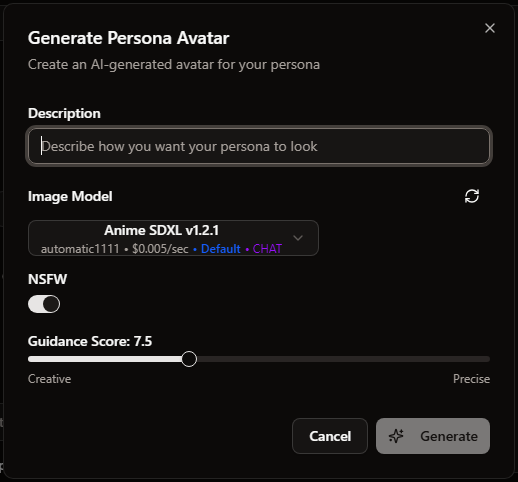 Generate Persona Avatar
Create an AI-generated avatar for your persona
Description
Describe how you want your persona to look
Image Model
Anime SDXL v1.2.1
automatic1111 • $0.005/sec • Default • CHAT
NSFW
Guidance Score: 7.5
Creative Precise
Cancel Generate